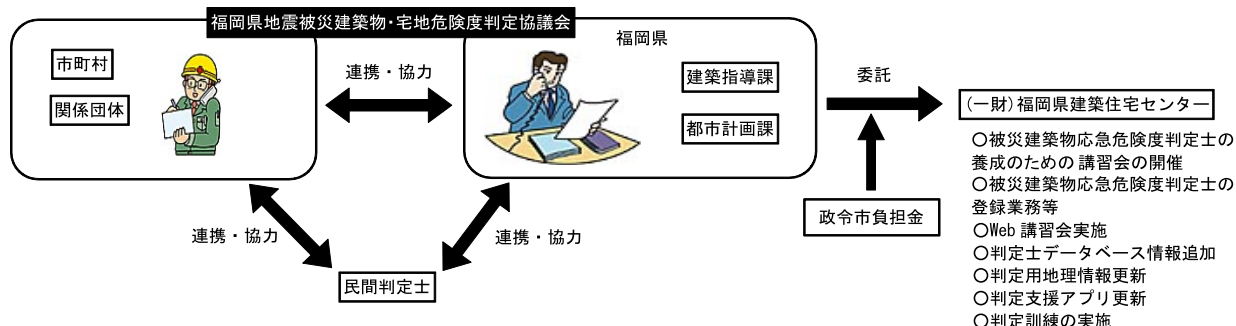 福岡県地震被災建築物・宅地危険度判定協議会
市町村
関係団体
連携・協力
福岡県
建築指導課
都市計画課
委託
(一財)福岡県建築住宅センター
政令市負担金
○被災建築物応急危険度判定士の
養成のための講習会の開催
○被災建築物応急危険度判定士の
登録業務等
○Web 講習会実施
○判定士データベース情報追加
○判定用地理情報更新
○判定支援アプリ更新
○判定訓練の実施
連携・協力
連携・協力
民間判定士